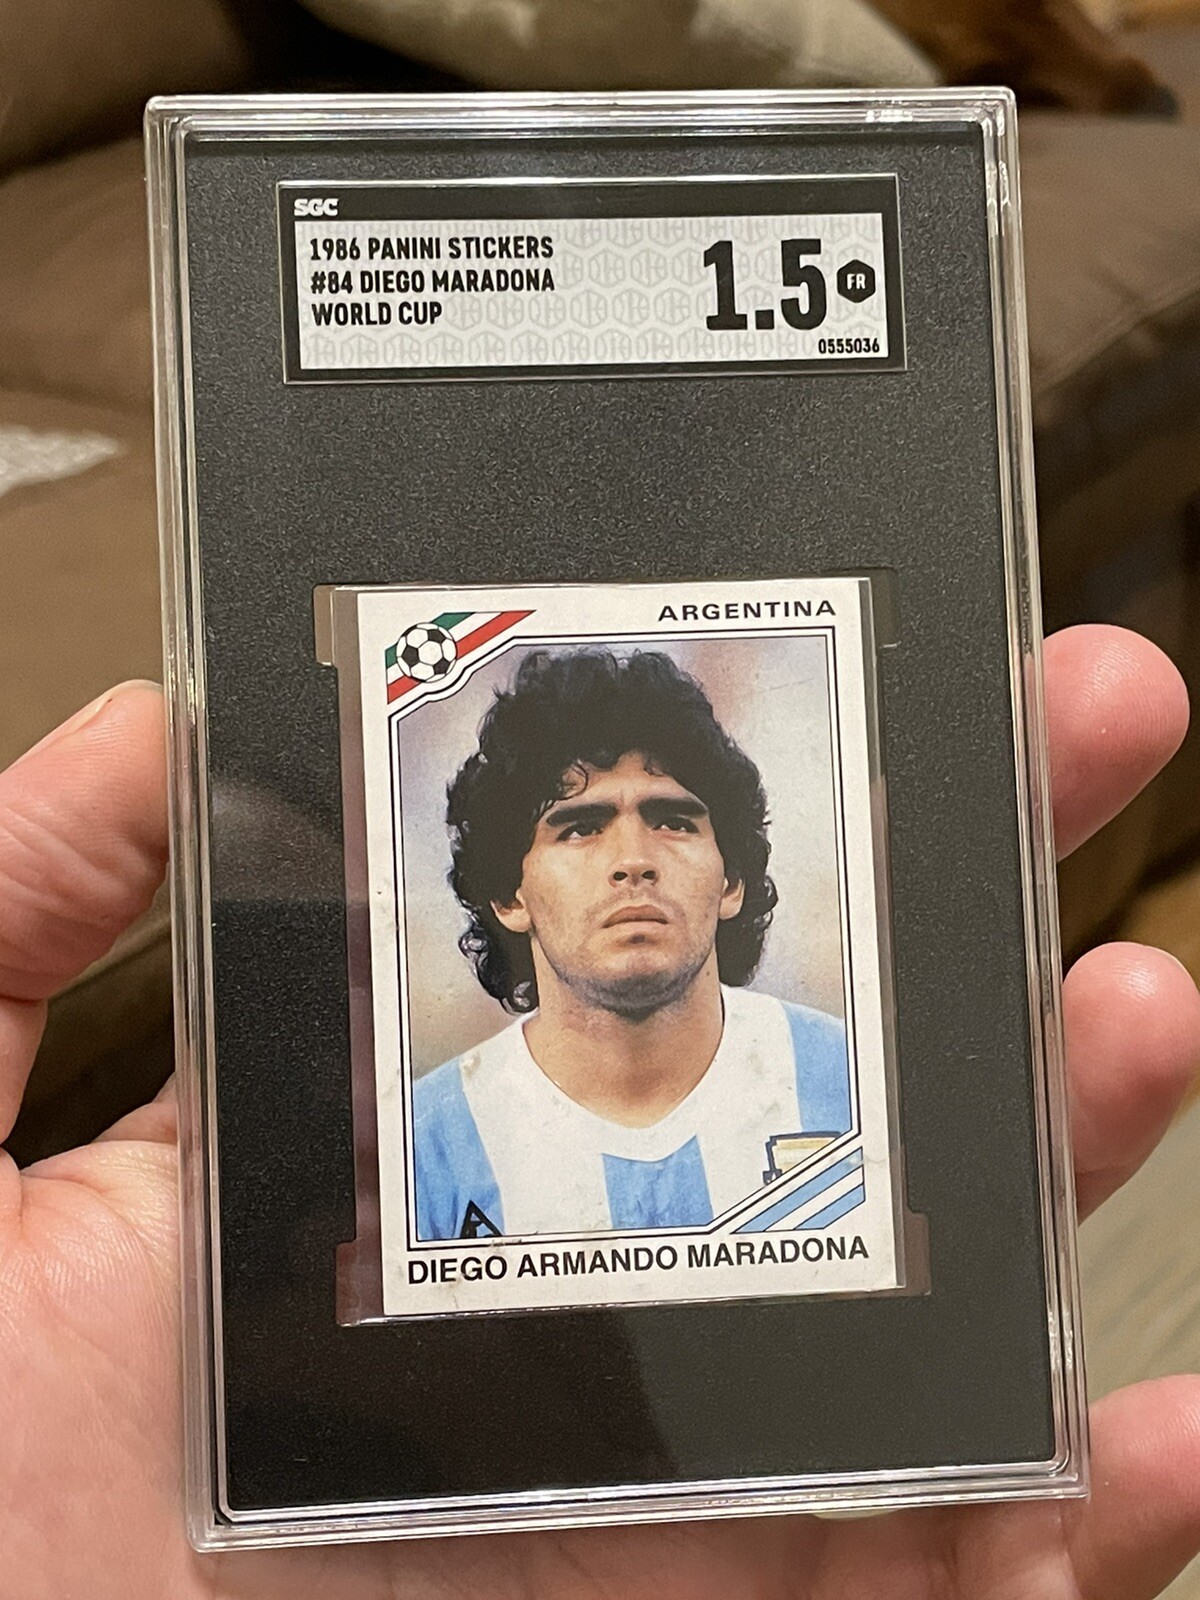 SGC
1986 PANINI STICKERS
#84 DIEGO MARADONA
WORLD CUP
1.5
FR
0555036
ARGENTINA
DIEGO ARMANDO MARADONA